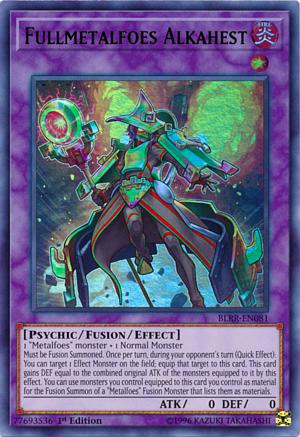 FULLMETALFOES ALKAHEST
FIRE
炎
BLRR-EN081
[PSYCHIC/FUSION/EFFECT]
1 "Metalfoes" monster + 1 Normal Monster
Must be Fusion Summoned. Once per turn, during your opponent's turn (Quick Effect):
You can target 1 Effect Monster on the field; equip that target to this card. This card
gains DEF equal to the combined original ATK of the monsters equipped to it by this
effect. You can use monsters you control equipped to this card you control as material
for the Fusion Summon of a "Metalfoes" Fusion Monster that lists them as materials.
ATK/ 0 DEF/ 0
77693536 1st Edition ©1996 KAZUKI TAKAHASHI